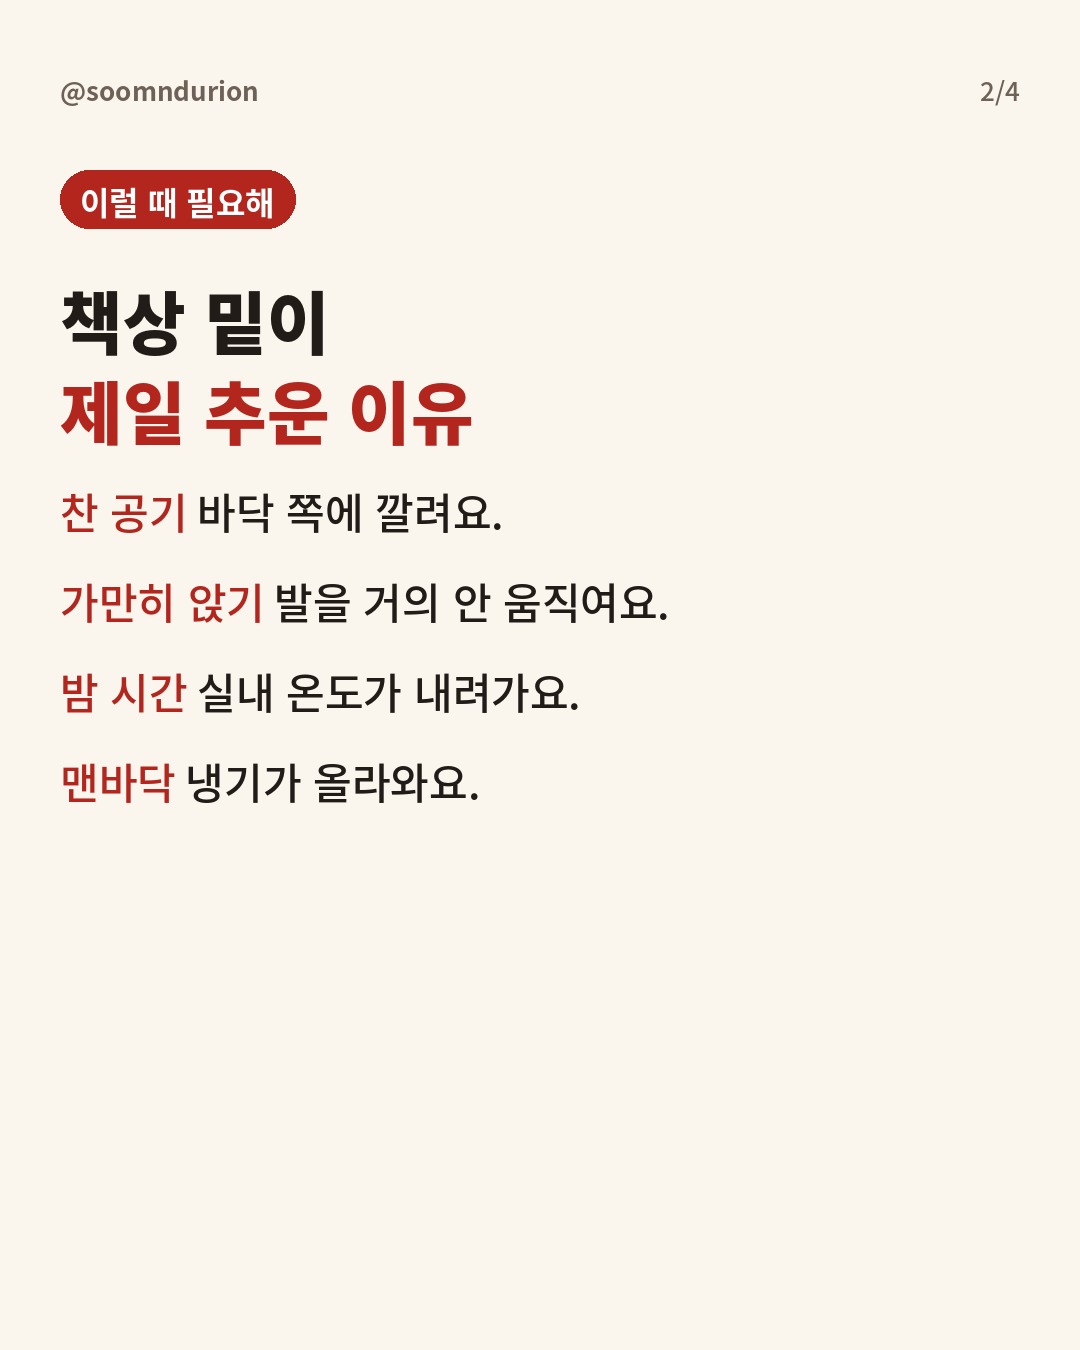 @soomndurion
2/4
이럴 때 필요해
책상 밑이
제일 추운 이유
찬 공기 바닥 쪽에 깔려요.
가만히 앉기 발을 거의 안 움직여요.
밤 시간 실내 온도가 내려가요.
맨바닥 냉기가 올라와요.